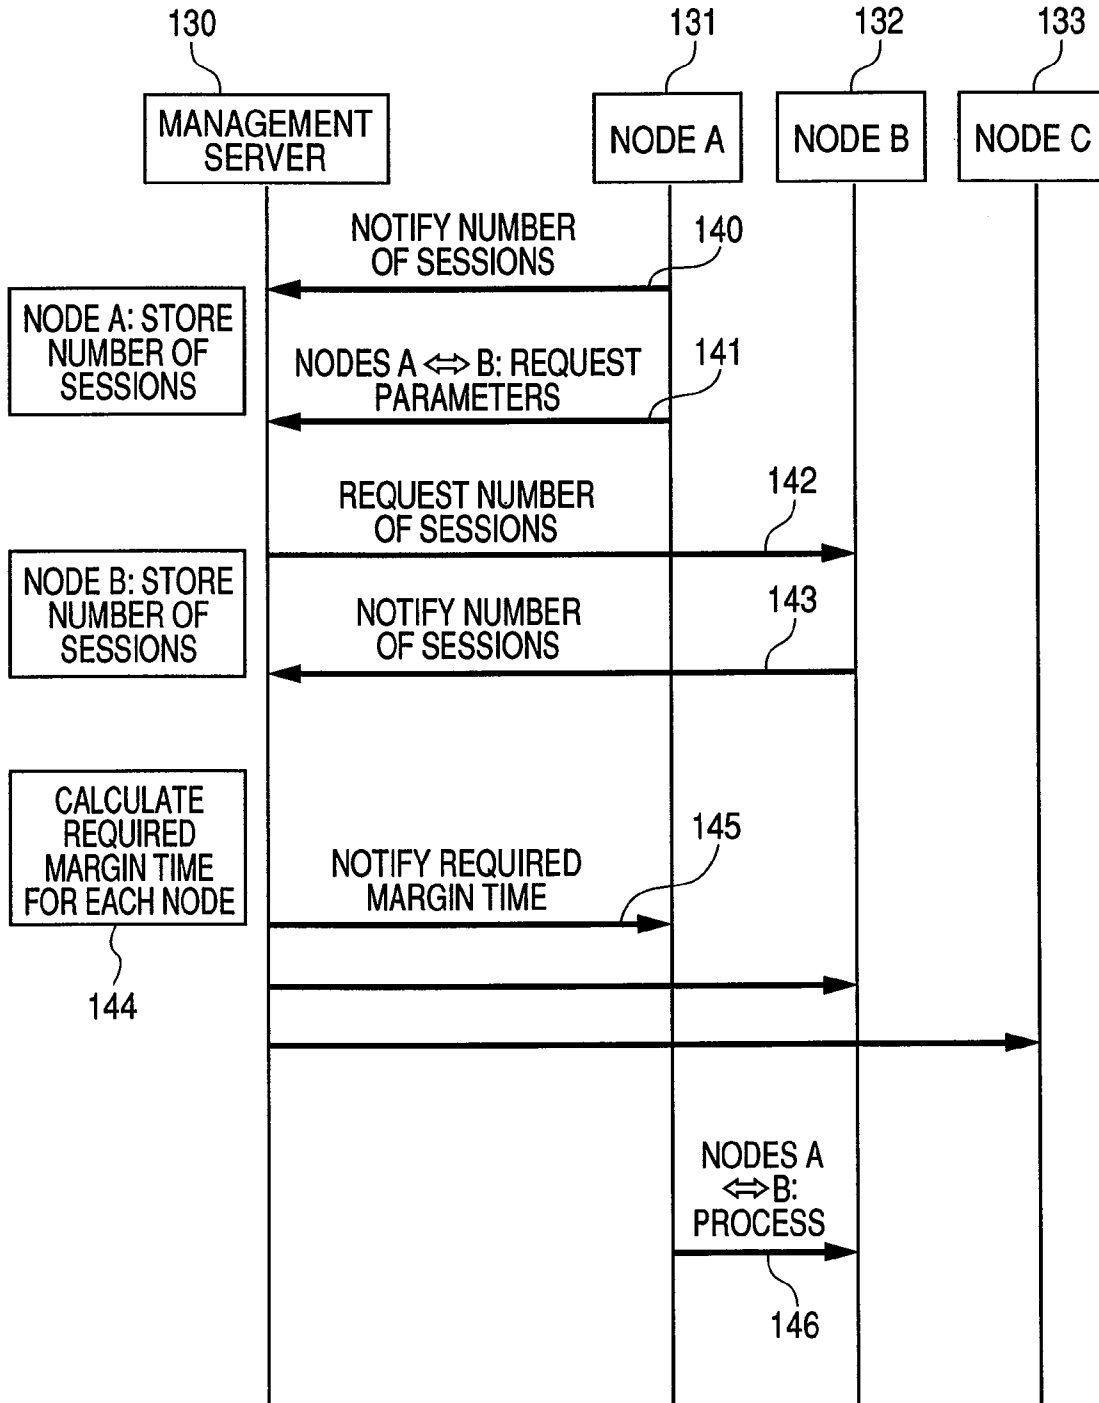 130
131
132
133
MANAGEMENT
SERVER
NODE A
NODE B
NODE C
NOTIFY NUMBER
OF SESSIONS
140
NODE A: STORE
NUMBER OF
SESSIONS
NODES A ⇔ B: REQUEST
PARAMETERS
141
REQUEST NUMBER
OF SESSIONS
142
NODE B: STORE
NUMBER OF
SESSIONS
NOTIFY NUMBER
OF SESSIONS
143
CALCULATE
REQUIRED
MARGIN TIME
FOR EACH NODE
144
NOTIFY REQUIRED
MARGIN TIME
145
NODES A
⇔ B:
PROCESS
146